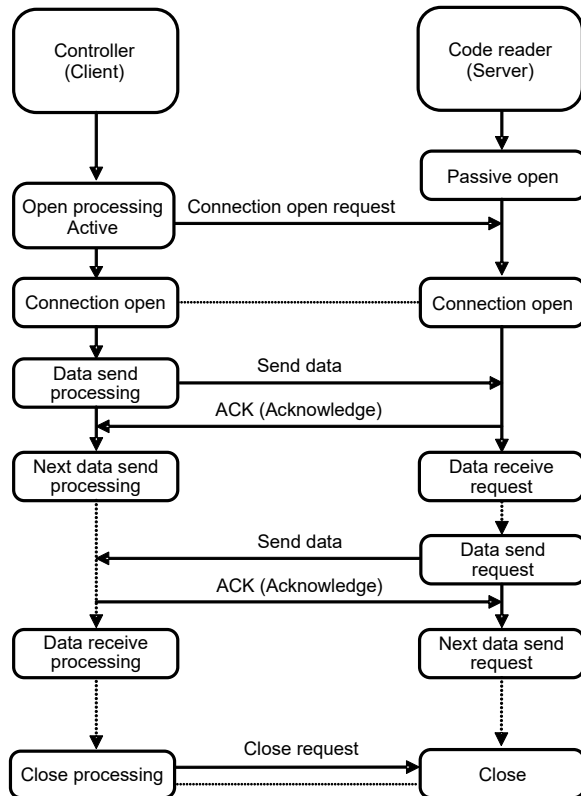 Controller
(Client)
Code reader
(Server)
Passive open
Open processing
Active
Connection open request
Connection open
Connection open
Data send
processing
Send data
ACK (Acknowledge)
Next data send
processing
Data receive
request
Send data
Data send
request
ACK (Acknowledge)
Data receive
processing
Next data send
request
Close request
Close processing
Close